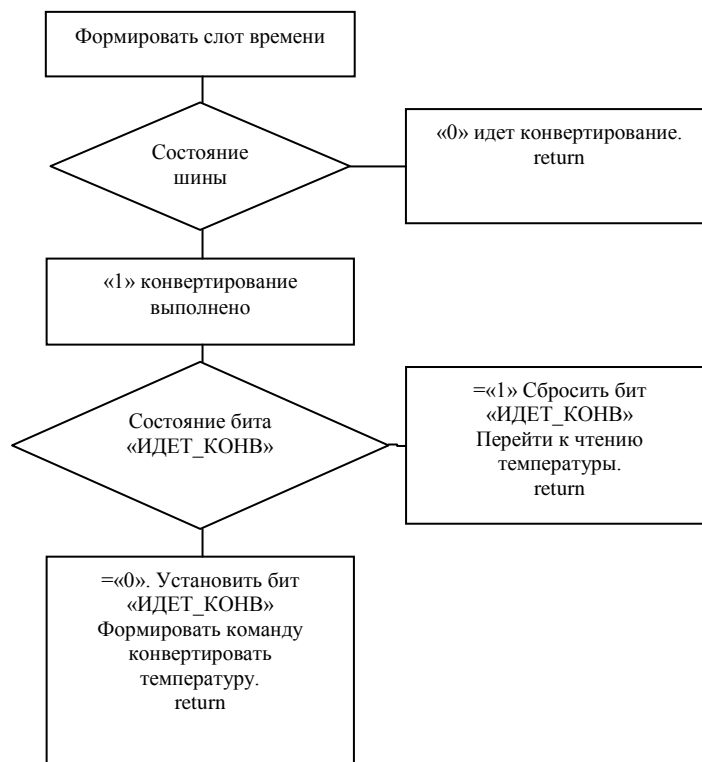 Формировать слот времени
Состояние
шины
«0» идет конвертирование.
return
«1» конвертирование
выполнено
Состояние бита
«ИДЕТ_КОНВ»
=«1» Сбросить бит
«ИДЕТ_КОНВ»
Перейти к чтению
температуры.
return
=«0». Установить бит
«ИДЕТ_КОНВ»
Формировать команду
конвертировать
температуру.
return